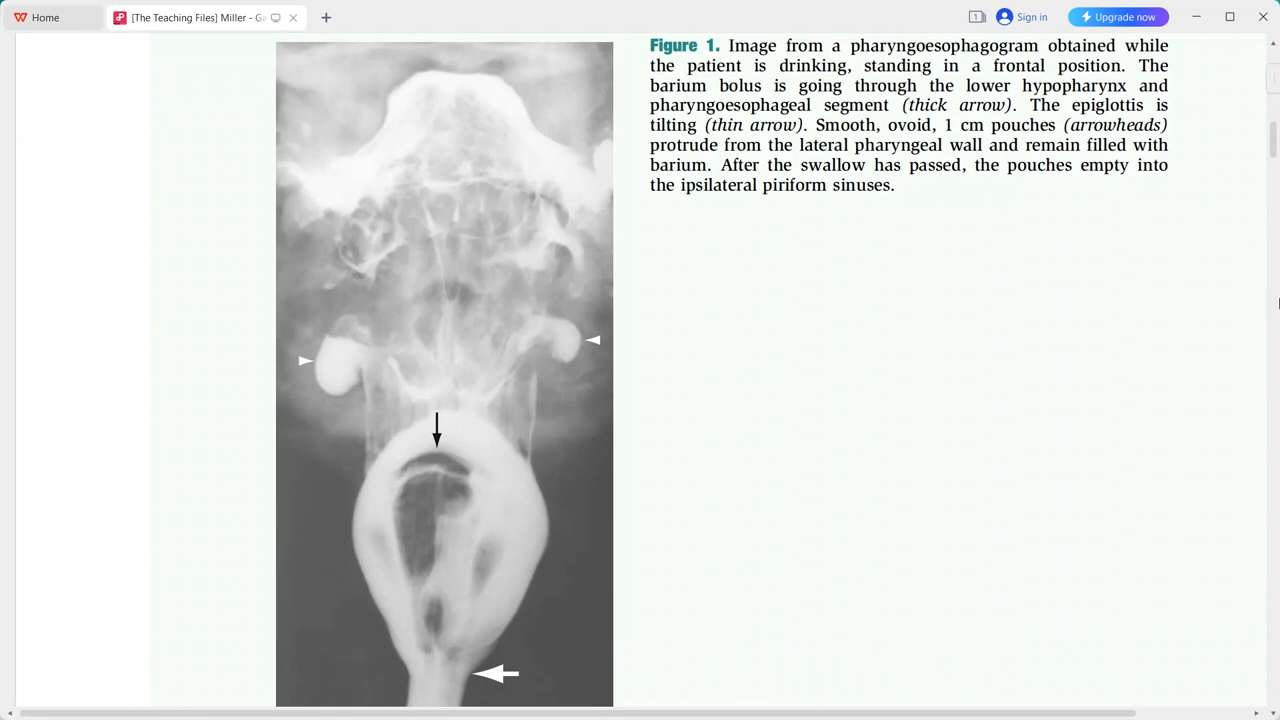 Home
[The Teaching Files] Miller - Ga
1
Sign in
Upgrade now
Figure 1. Image from a pharyngoesophagogram obtained while
the patient is drinking, standing in a frontal position. The
barium bolus is going through the lower hypopharynx and
pharyngoesophageal segment (thick arrow). The epiglottis is
tilting (thin arrow). Smooth, ovoid, 1 cm pouches (arrowheads)
protrude from the lateral pharyngeal wall and remain filled with
barium. After the swallow has passed, the pouches empty into
the ipsilateral piriform sinuses.